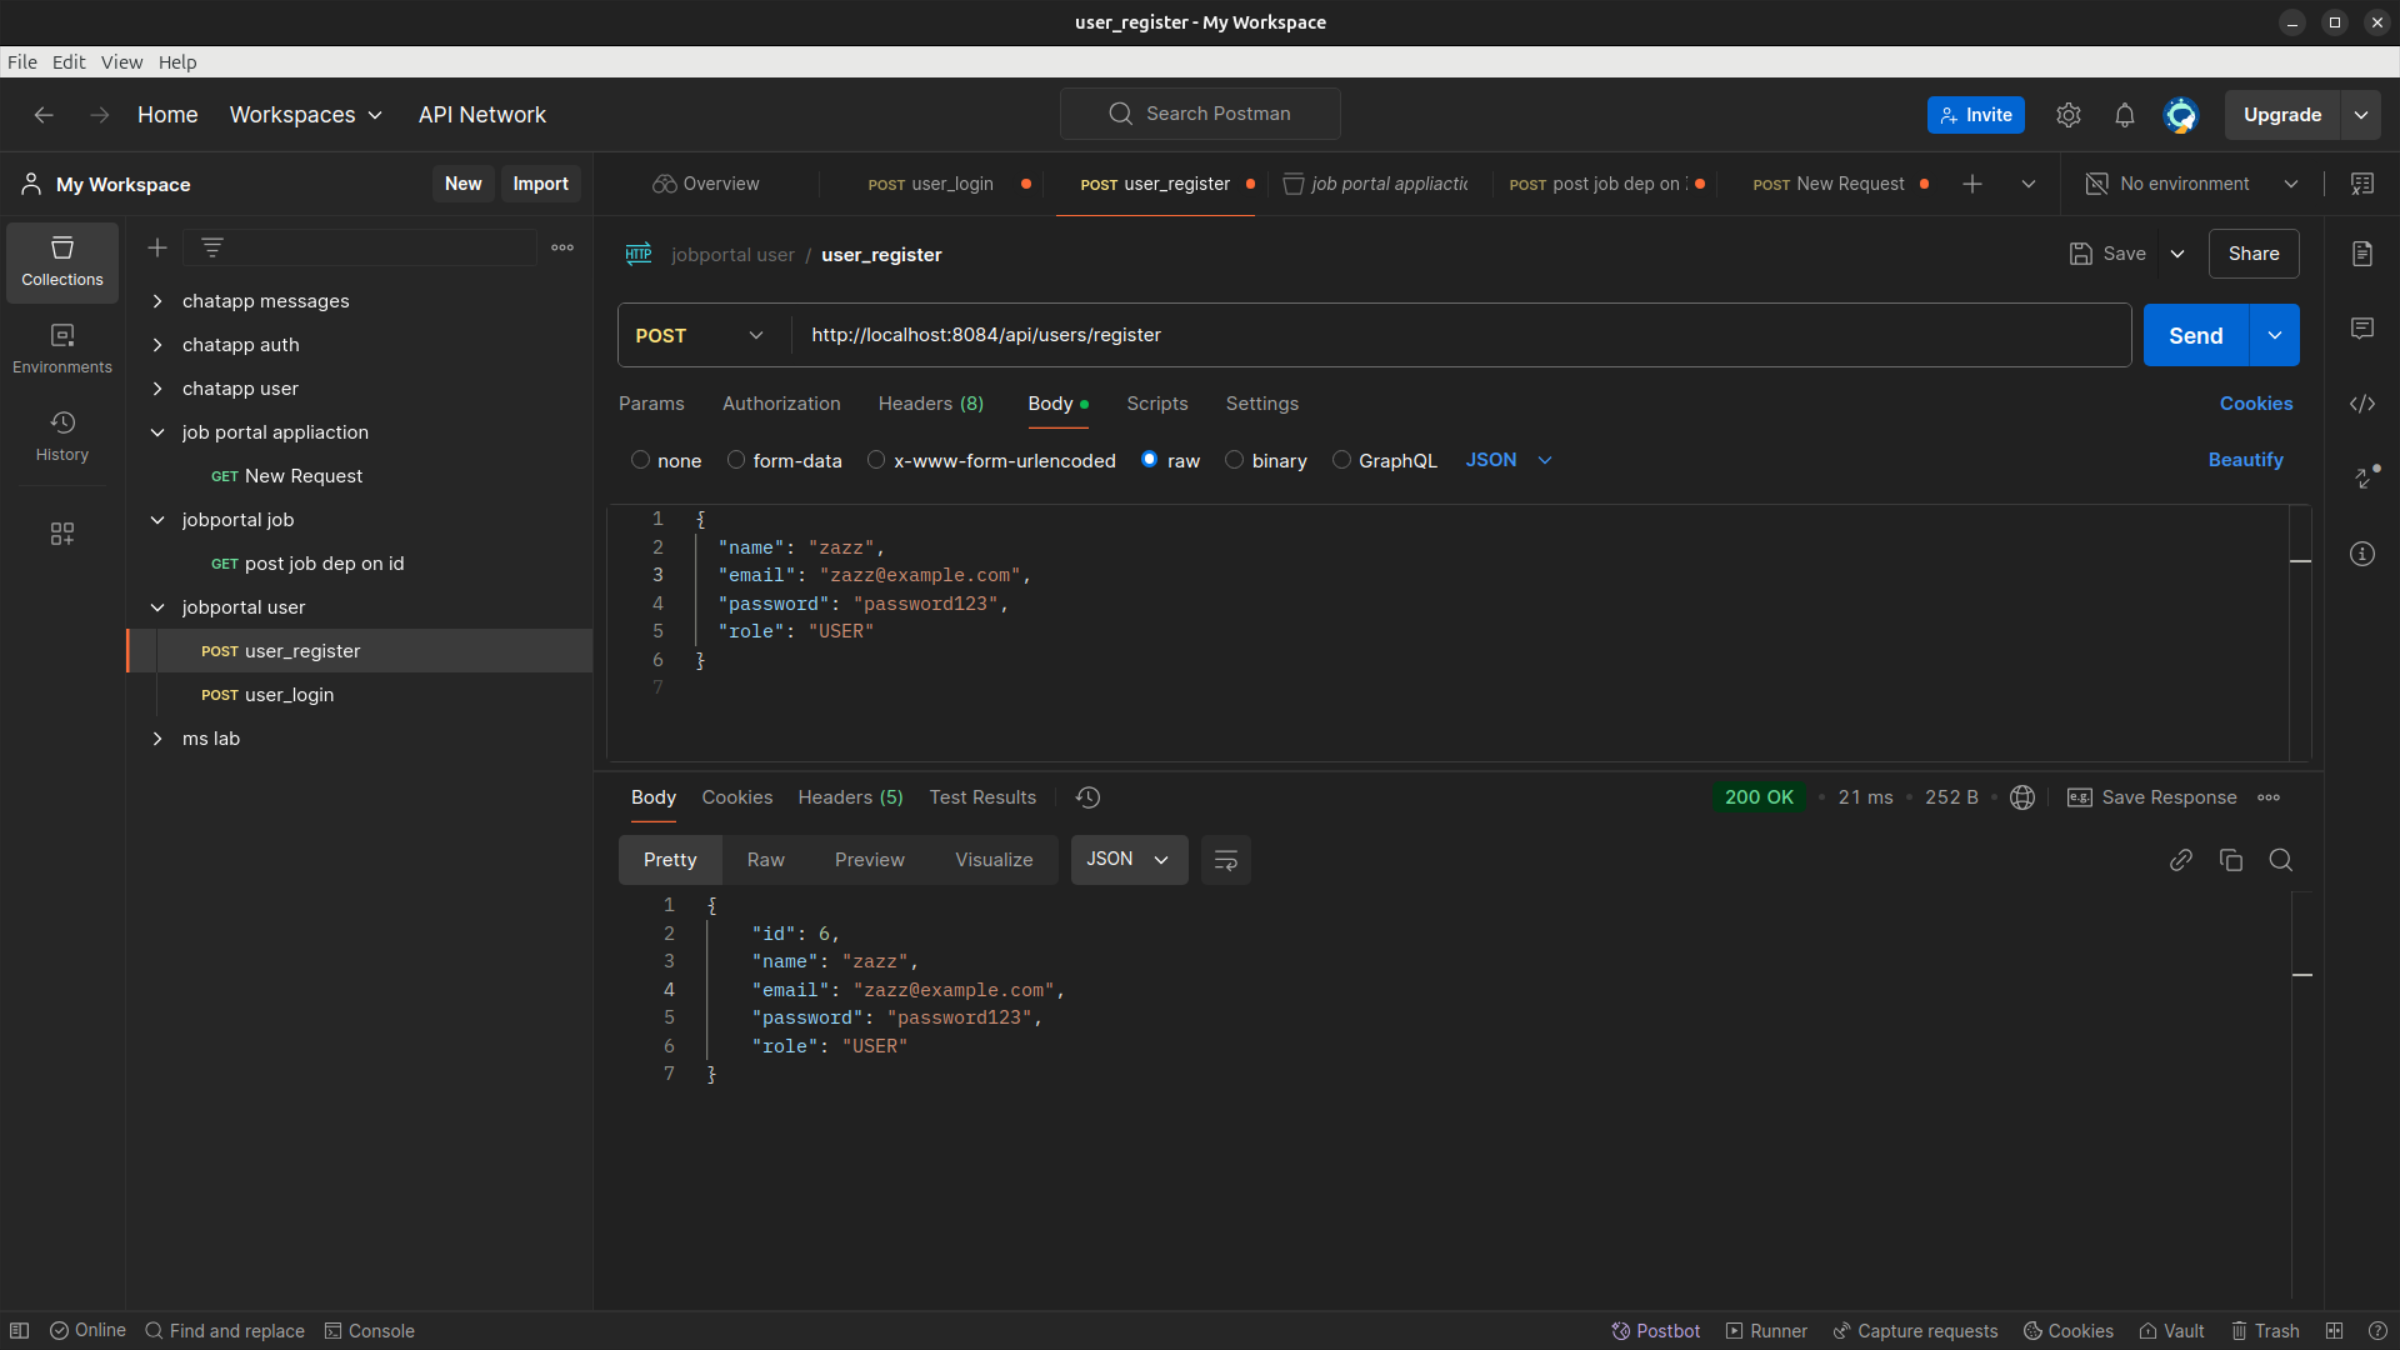 user_register - My Workspace
File Edit View Help
Home Workspaces API Network
Search Postman
Invite
Upgrade
My Workspace
New Import
Overview
POST user_login
POST user_register
job portal appliactic
POST post job dep on
POST New Request
No environment
Collections
Environments
History
chatapp messages
chatapp auth
chatapp user
job portal appliaction
GET New Request
jobportal job
GET post job dep on id
jobportal user
POST user_register
POST user_login
ms lab
HTTP jobportal user / user_register
Save
Share
POST
http://localhost:8084/api/users/register
Send
Params Authorization Headers (8) Body Scripts Settings
Cookies
none form-data x-www-form-urlencoded raw binary GraphQL JSON
Beautify
1 {
2 "name": "zazz",
3 "email": "zazz@example.com",
4 "password": "password123",
5 "role": "USER"
6 }
7
Body Cookies Headers (5) Test Results
200 OK • 21 ms • 252 B •
e.g. Save Response
Pretty Raw Preview Visualize JSON
1 {
2 "id": 6,
3 "name": "zazz",
4 "email": "zazz@example.com",
5 "password": "password123",
6 "role": "USER"
7 }
Online Find and replace Console
Postbot Runner Capture requests Cookies Vault Trash